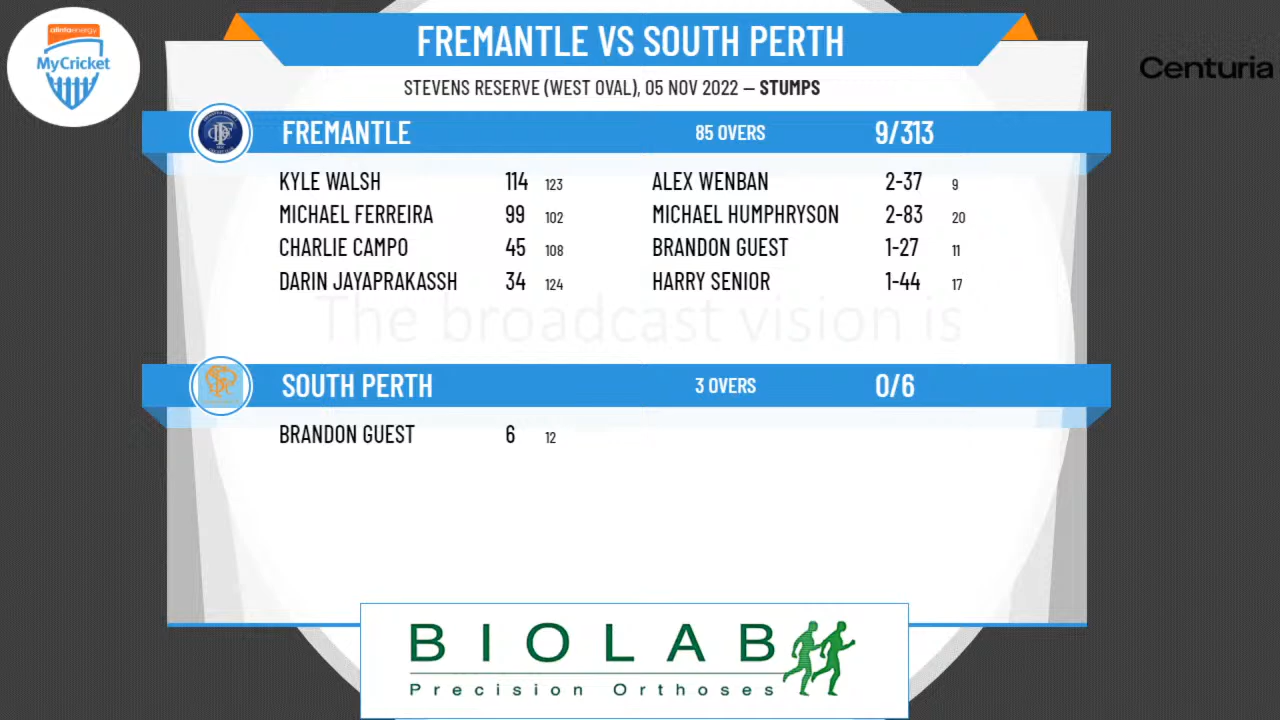 alintaenergy
MyCricket
FREMANTLE VS SOUTH PERTH
Centuria
STEVENS RESERVE (WEST OVAL), 05 NOV 2022 – STUMPS
FREMANTLE 85 OVERS 9/313
KYLE WALSH 114 123 ALEX WENBAN 2-37 9
MICHAEL FERREIRA 99 102 MICHAEL HUMPHRYSON 2-83 20
CHARLIE CAMPO 45 108 BRANDON GUEST 1-27 11
DARIN JAYAPRAKASSH 34 124 HARRY SENIOR 1-44 17
The broadcast vision is
SOUTH PERTH 3 OVERS 0/6
BRANDON GUEST 6 12
BIOLAB
Precision Orthoses